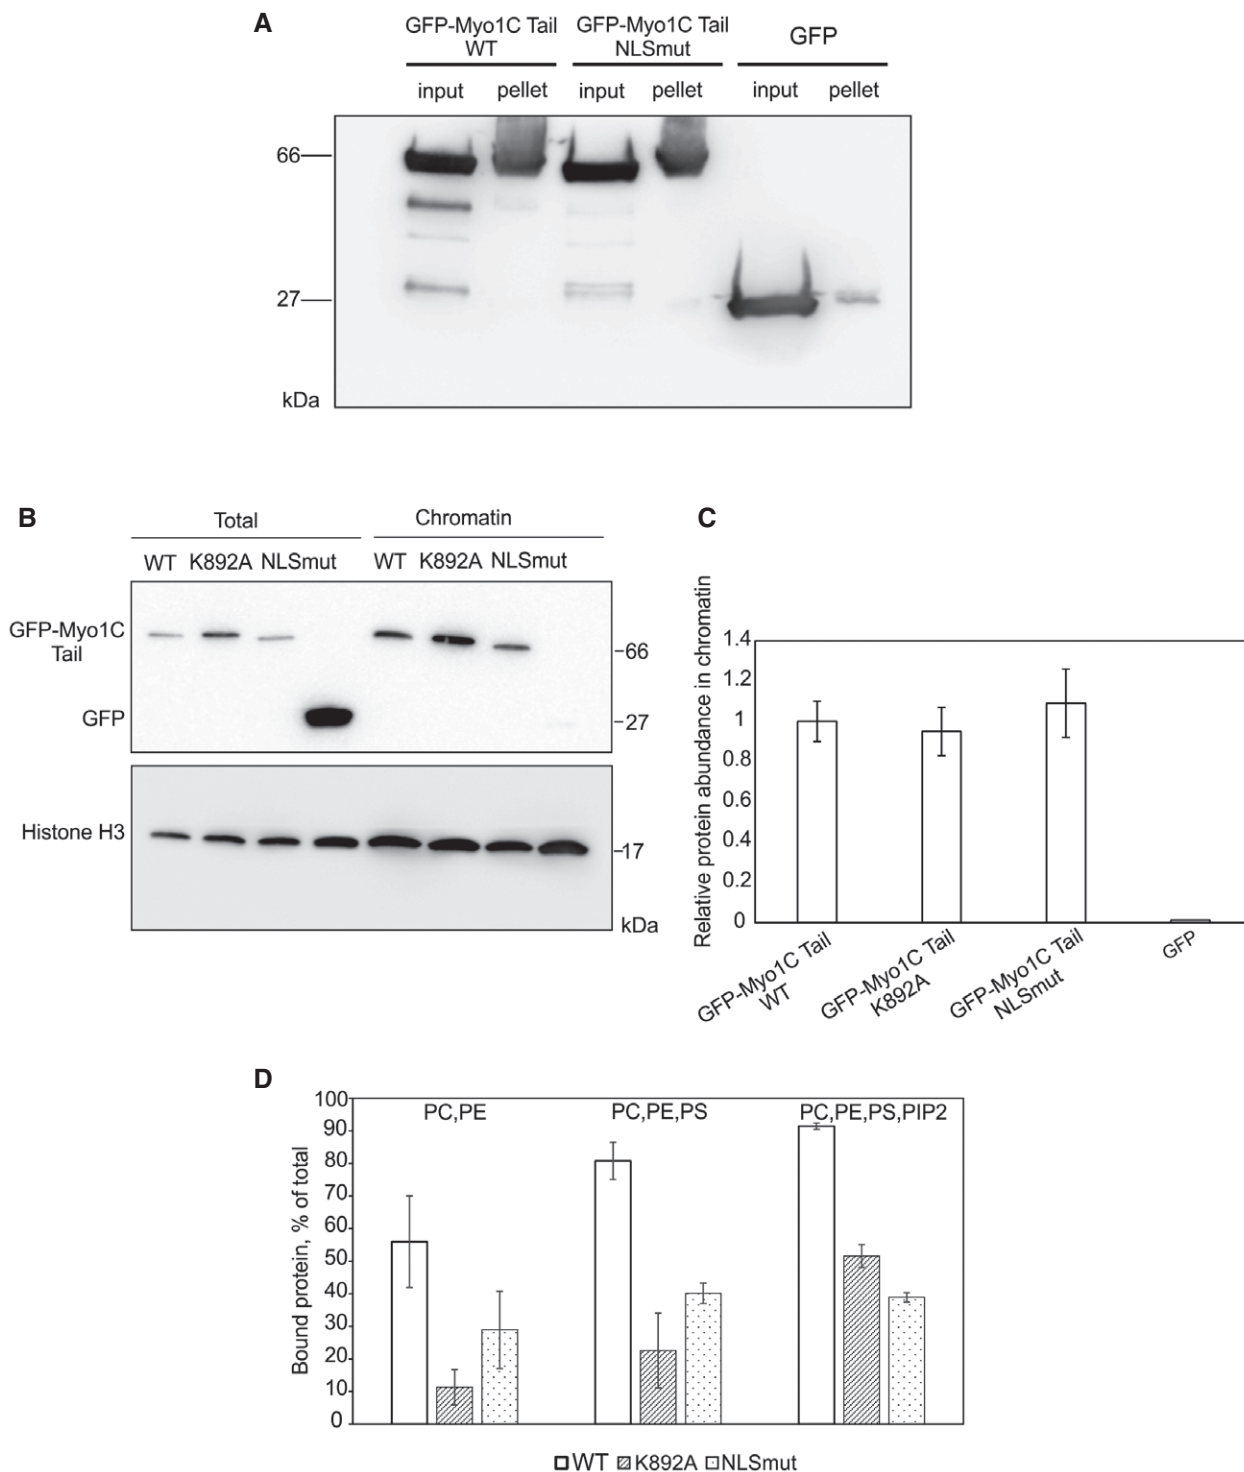 A
GFP-Myo1C Tail WT
GFP-Myo1C Tail NLSmut
GFP
input pellet input pellet input pellet
66
27
kDa
B
Total
Chromatin
WT K892A NLSmut WT K892A NLSmut
GFP-Myo1C Tail
66
GFP
27
Histone H3
17
kDa
C
Relative protein abundance in chromatin
1.4
1.2
1
0.8
0.6
0.4
0.2
0
GFP-Myo1C Tail WT
GFP-Myo1C Tail K892A
GFP-Myo1C Tail NLSmut
GFP
D
Bound protein, % of total
100
90
80
70
60
50
40
30
20
10
0
PC,PE
PC,PE,PS
PC,PE,PS,PIP2
WT K892A NLSmut